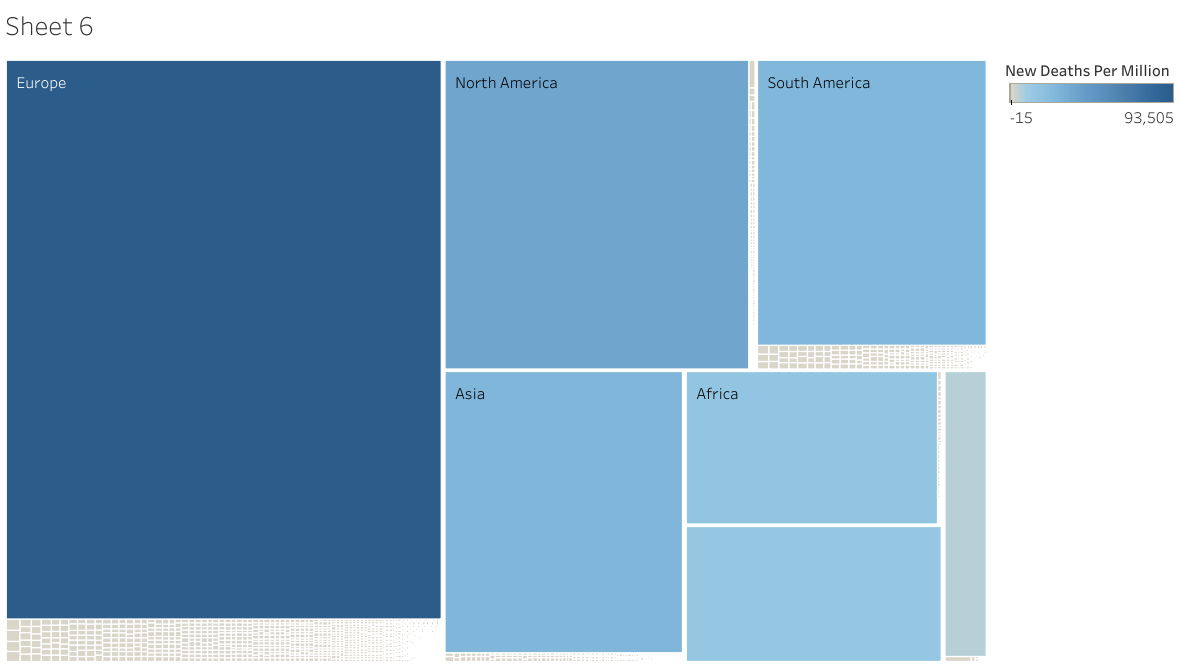 Sheet 6
Europe
North America
South America
New Deaths Per Million
-15
93,505
Asia
Africa